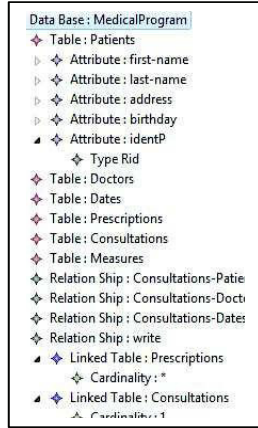 Data Base : MedicalProgram
Table : Patients
Attribute : first-name
Attribute : last-name
Attribute : address
Attribute : birthday
Attribute : identP
Type Rid
Table : Doctors
Table : Dates
Table : Prescriptions
Table : Consultations
Table : Measures
Relation Ship : Consultations-Patie
Relation Ship : Consultations-Docto
Relation Ship : Consultations-Dates
Relation Ship : write
Linked Table : Prescriptions
Cardinality : *
Linked Table : Consultations
Cardinality : 1